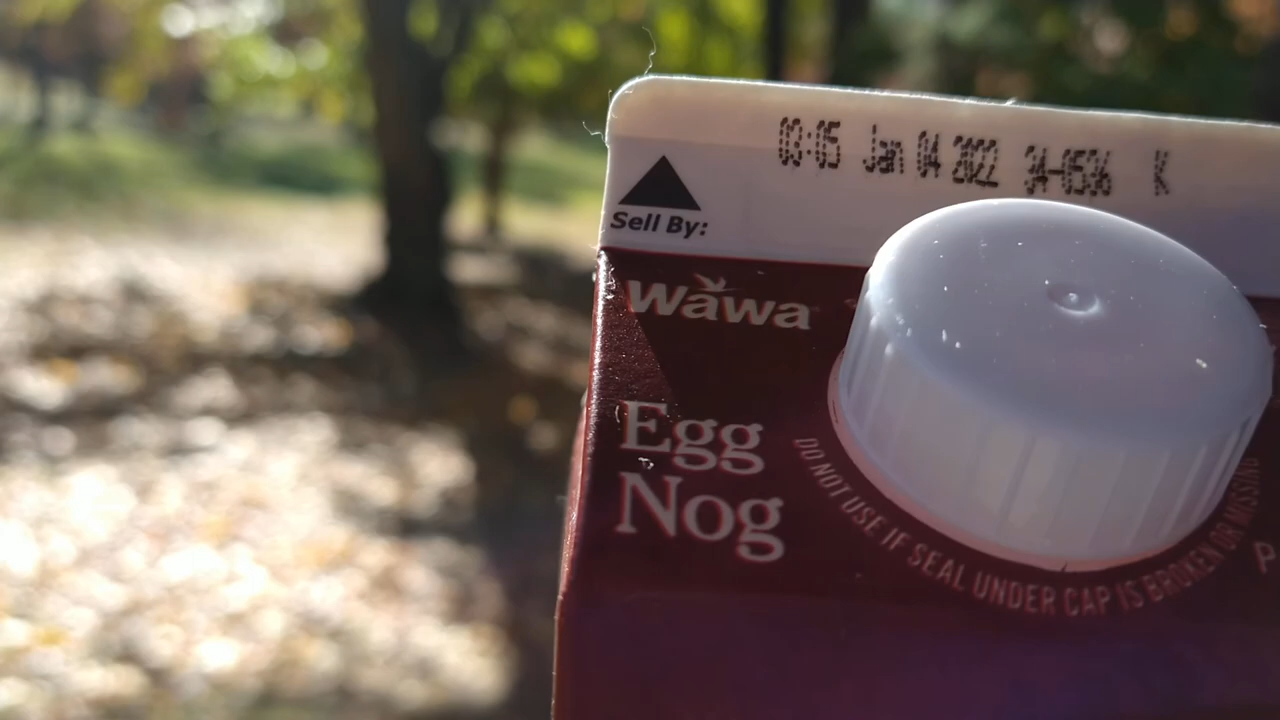 03:05 Jan 04 2022 34-0536 K
Sell By:
wawa
Egg
Nog
DO NOT USE IF SEAL UNDER CAP IS BROKEN OR MISSING